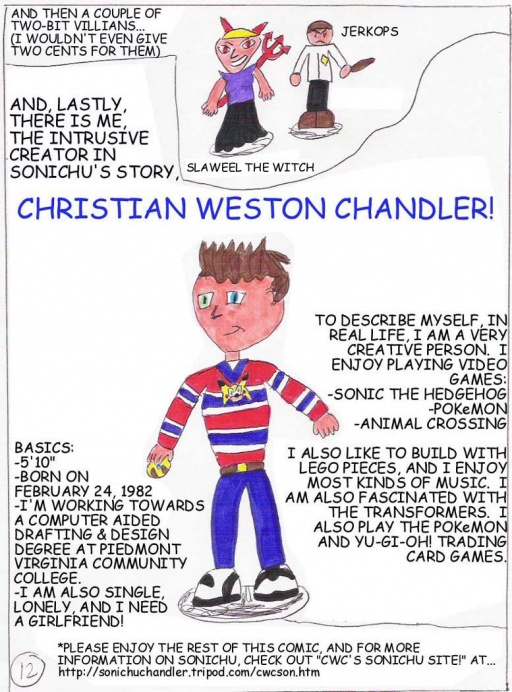 AND THEN A COUPLE OF
TWO-BIT VILLIANS...
(I WOULDN'T EVEN GIVE
TWO CENTS FOR THEM)
JERKOPS
SLAWEEL THE WITCH
AND, LASTLY,
THERE IS ME,
THE INTRUSIVE
CREATOR IN
SONICHU'S STORY,
CHRISTIAN WESTON CHANDLER!
TO DESCRIBE MYSELF, IN
REAL LIFE, I AM A VERY
CREATIVE PERSON. I
ENJOY PLAYING VIDEO
GAMES:
-SONIC THE HEDGEHOG
-POKeMON
-ANIMAL CROSSING
I ALSO LIKE TO BUILD WITH
LEGO PIECES, AND I ENJOY
MOST KINDS OF MUSIC. I
AM ALSO FASCINATED WITH
THE TRANSFORMERS. I
ALSO PLAY THE POKeMON
AND YU-GI-OH! TRADING
CARD GAMES.
BASICS:
-5'10"
-BORN ON
FEBRUARY 24, 1982
-I'M WORKING TOWARDS
A COMPUTER AIDED
DRAFTING & DESIGN
DEGREE AT PIEDMONT
VIRGINIA COMMUNITY
COLLEGE.
-I AM ALSO SINGLE,
LONELY, AND I NEED
A GIRLFRIEND!
*PLEASE ENJOY THE REST OF THIS COMIC, AND FOR MORE
INFORMATION ON SONICHU, CHECK OUT "CWC'S SONICHU SITE!" AT...
http://sonichuchandler.tripod.com/cwcson.htm
12